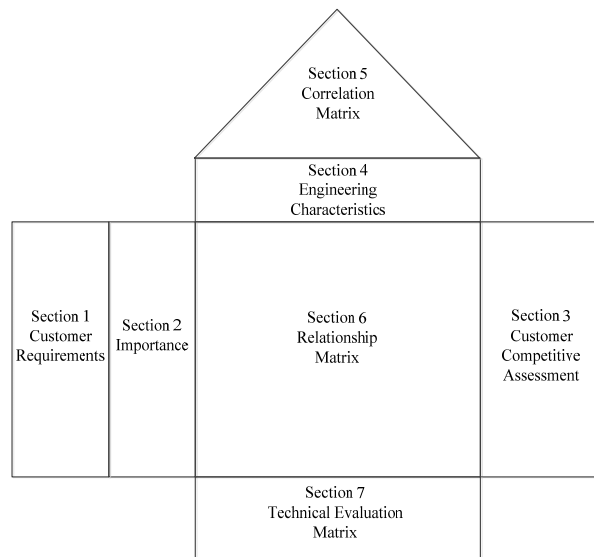 Section 5
Correlation
Matrix
Section 4
Engineering
Characteristics
Section 1
Customer
Requirements
Section 2
Importance
Section 6
Relationship
Matrix
Section 3
Customer
Competitive
Assessment
Section 7
Technical Evaluation
Matrix